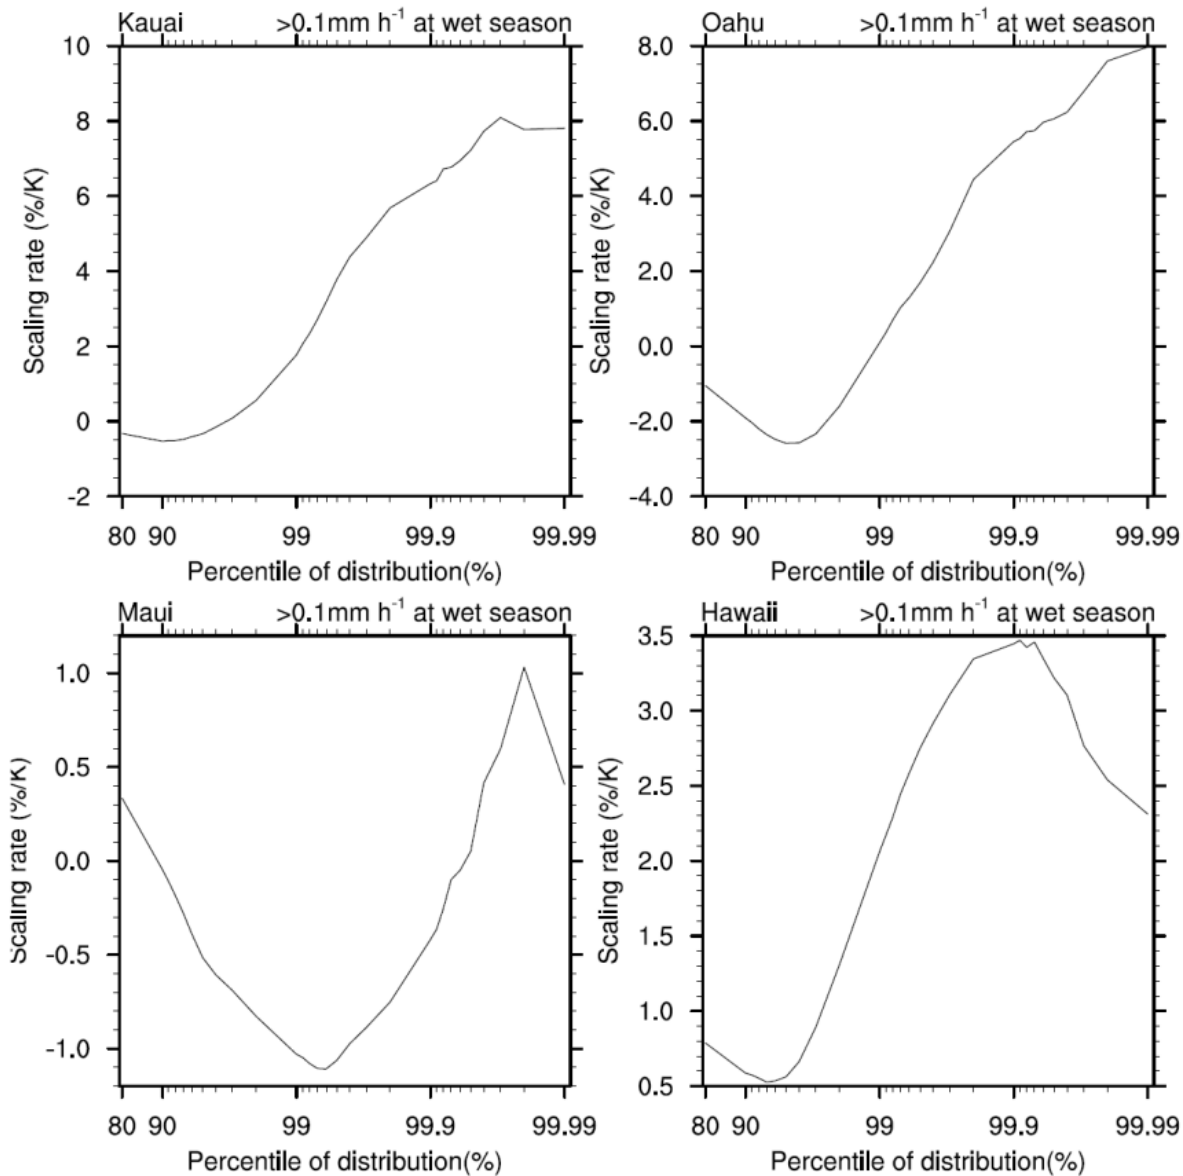 Kauai >0.1mm h⁻¹ at wet season
10
8
6
4
2
0
-2
Scaling rate (%/K)
80 90 99 99.9 99.99
Percentile of distribution(%)
Oahu >0.1mm h⁻¹ at wet season
8.0
6.0
4.0
2.0
0.0
-2.0
-4.0
Scaling rate (%/K)
80 90 99 99.9 99.99
Percentile of distribution(%)
Maui >0.1mm h⁻¹ at wet season
1.0
0.5
0.0
-0.5
-1.0
Scaling rate (%/K)
80 90 99 99.9 99.99
Percentile of distribution(%)
Hawaii >0.1mm h⁻¹ at wet season
3.5
3.0
2.5
2.0
1.5
1.0
0.5
Scaling rate (%/K)
80 90 99 99.9 99.99
Percentile of distribution(%)